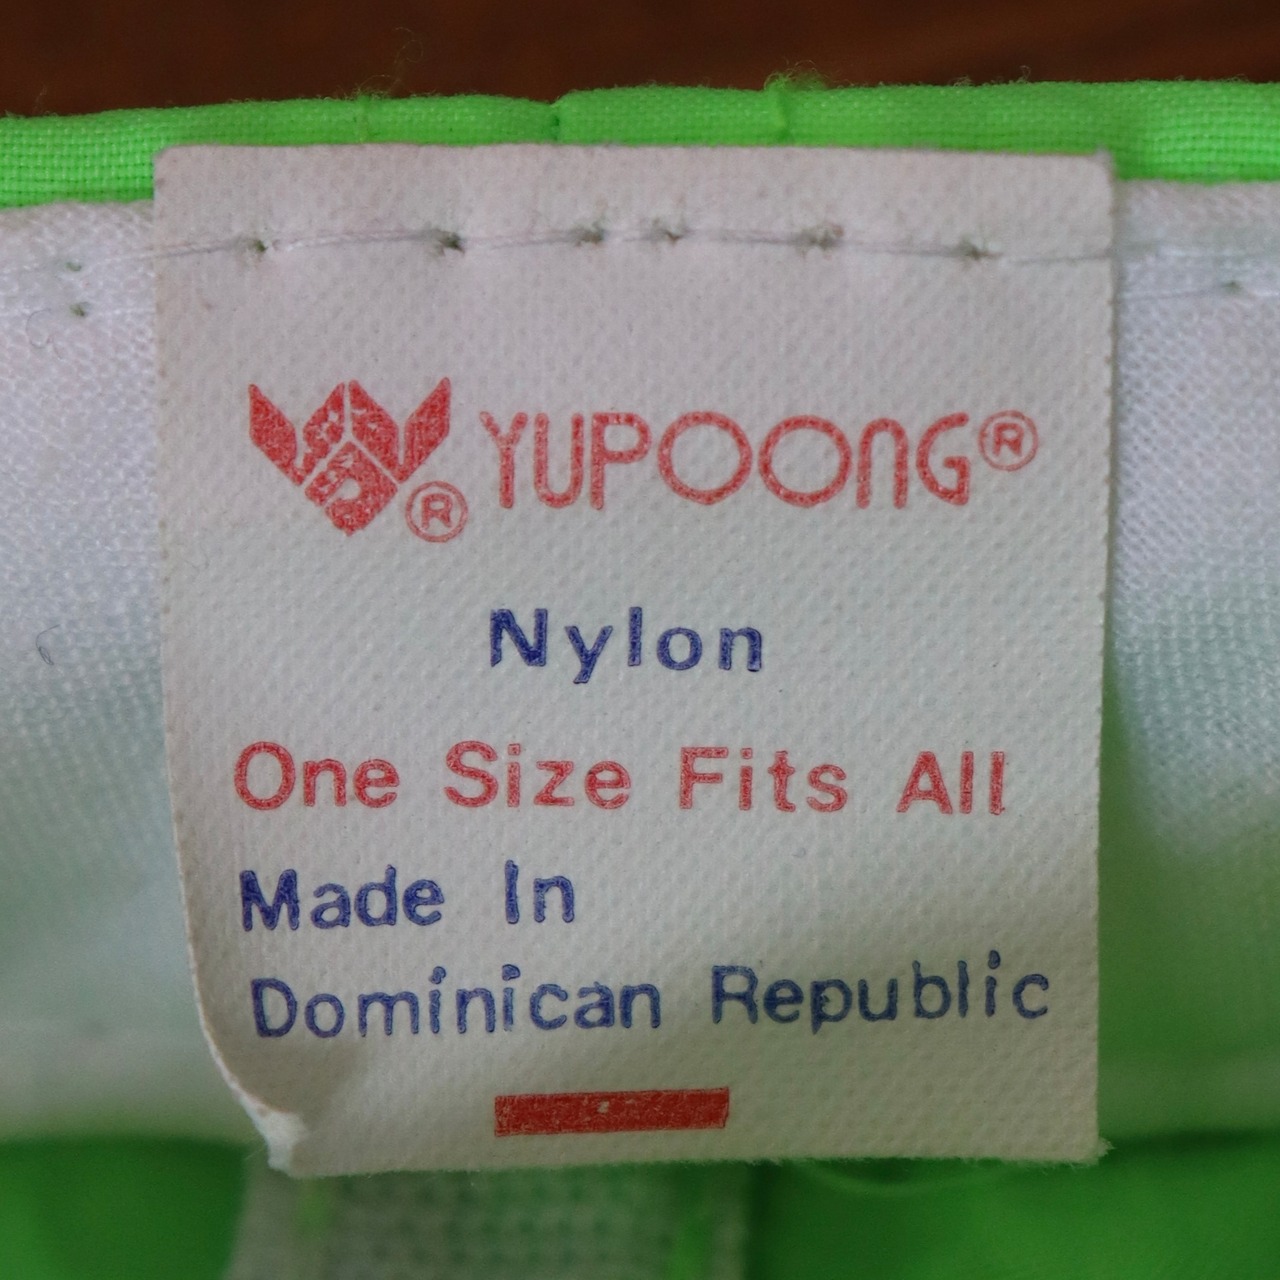 ® YUPOONG®
Nylon
One Size Fits All
Made In
Dominican Republic